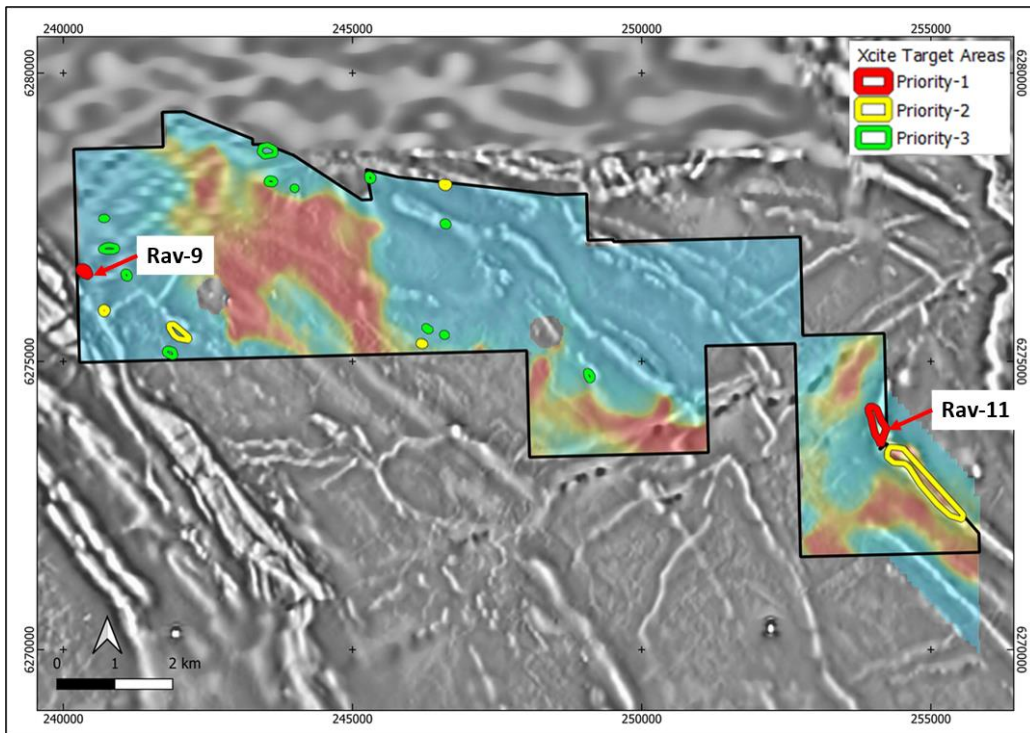 240000 245000 250000 255000
6280000 6280000
Xcite Target Areas
Priority-1
Priority-2
Priority-3
Rav-9
6275000 6275000
Rav-11
6270000 6270000
0 1 2 km
240000 245000 250000 255000